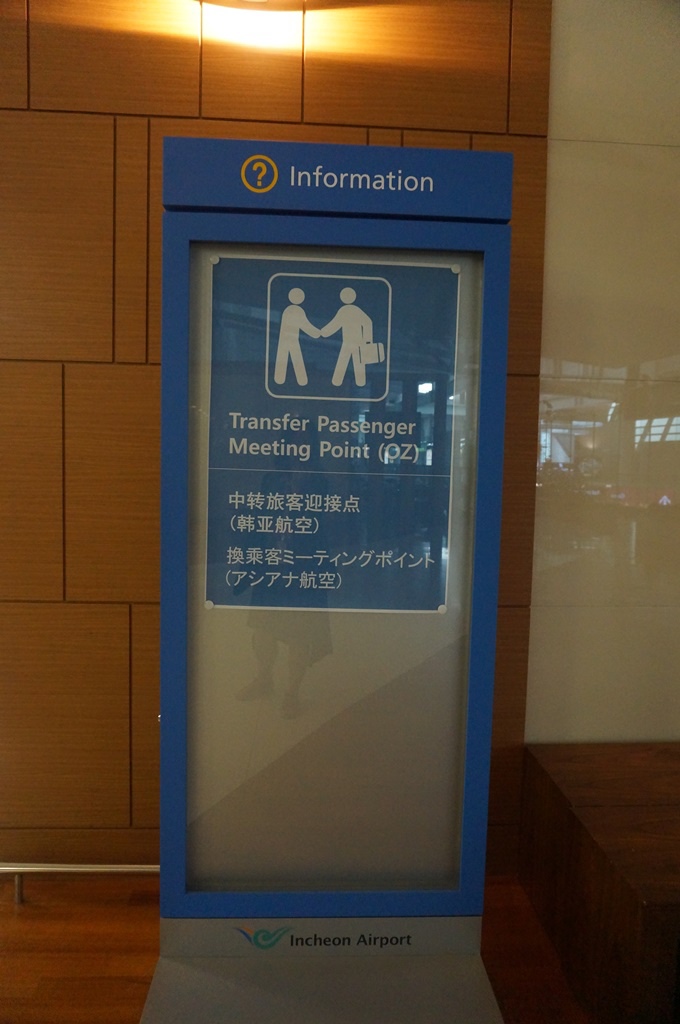 ? Information
Transfer Passenger
Meeting Point (OZ)
中转旅客迎接点
(韩亚航空)
換乗客ミーティングポイント
(アシアナ航空)
Incheon Airport